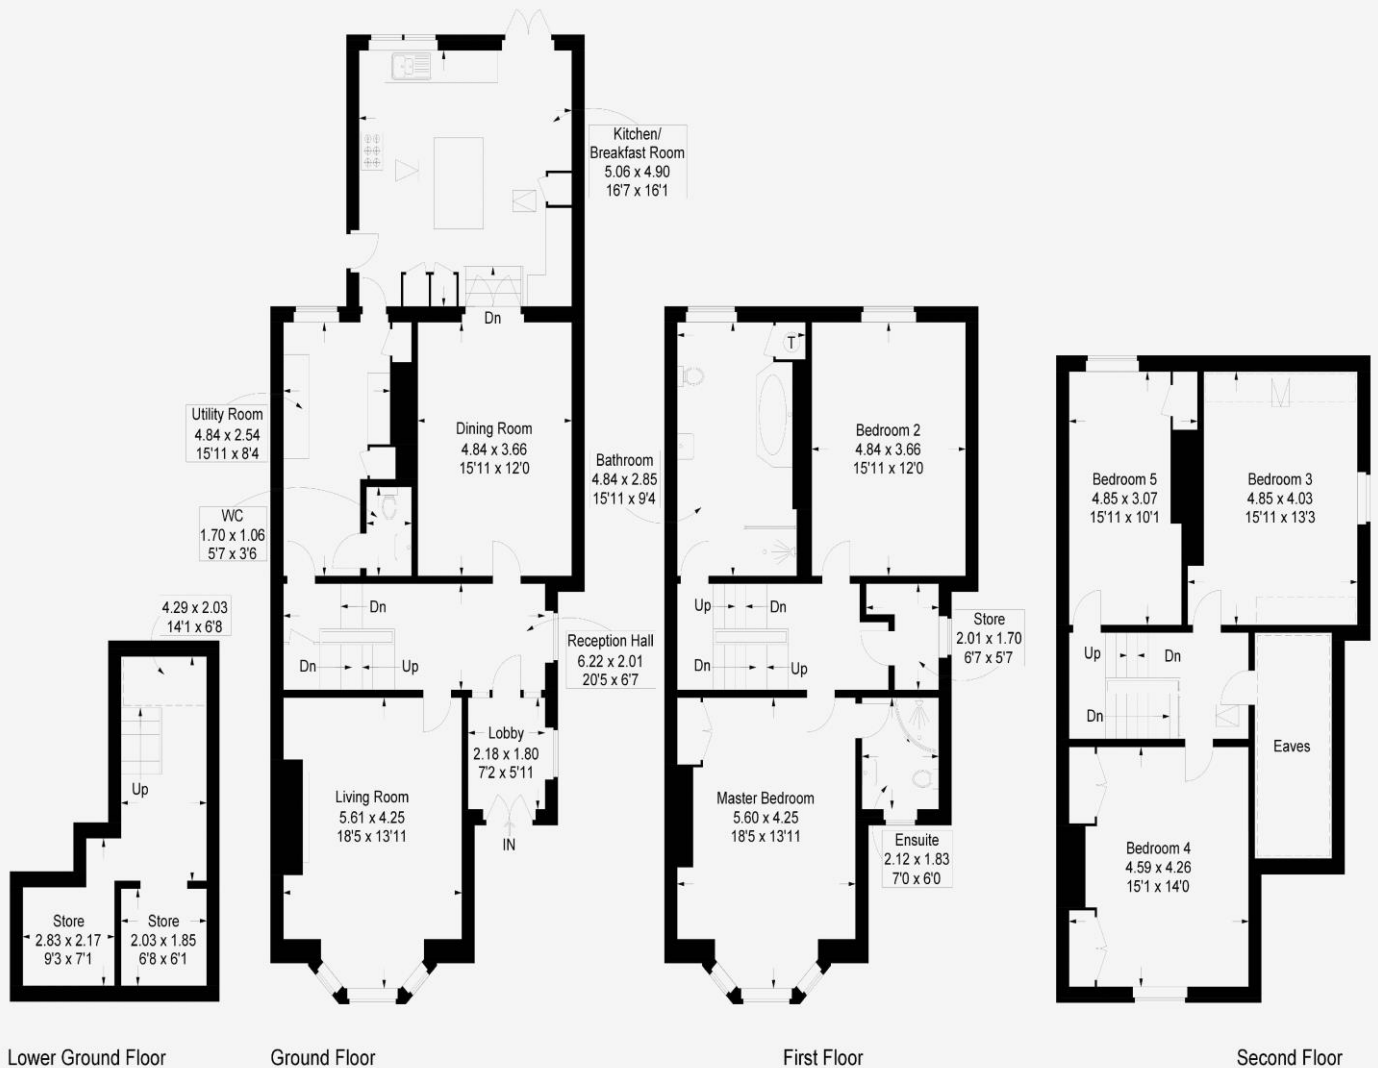 Kitchen/
Breakfast Room
5.06 x 4.90
16'7 x 16'1
Dn
Utility Room
4.84 x 2.54
15'11 x 8'4
Dining Room
4.84 x 3.66
15'11 x 12'0
WC
1.70 x 1.06
5'7 x 3'6
Dn
Dn
Up
Reception Hall
6.22 x 2.01
20'5 x 6'7
Lobby
2.18 x 1.80
7'2 x 5'11
Living Room
5.61 x 4.25
18'5 x 13'11
IN
4.29 x 2.03
14'1 x 6'8
Up
Store
2.83 x 2.17
9'3 x 7'1
Store
2.03 x 1.85
6'8 x 6'1
T
Bathroom
4.84 x 2.85
15'11 x 9'4
Bedroom 2
4.84 x 3.66
15'11 x 12'0
Up
Dn
Dn
Up
Store
2.01 x 1.70
6'7 x 5'7
Master Bedroom
5.60 x 4.25
18'5 x 13'11
Ensuite
2.12 x 1.83
7'0 x 6'0
Bedroom 5
4.85 x 3.07
15'11 x 10'1
Bedroom 3
4.85 x 4.03
15'11 x 13'3
Up
Dn
Dn
Eaves
Bedroom 4
4.59 x 4.26
15'1 x 14'0
Lower Ground Floor
Ground Floor
First Floor
Second Floor